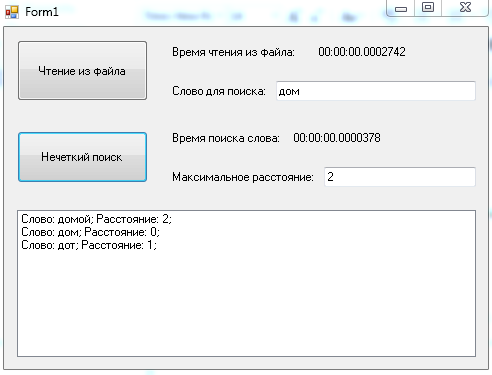 Form1
Чтение из файла
Время чтения из файла: 00:00:00.0002742
Слово для поиска: дом
Нечеткий поиск
Время поиска слова: 00:00:00.0000378
Максимальное расстояние: 2
Слово: домой; Расстояние: 2;
Слово: дом; Расстояние: 0;
Слово: дот; Расстояние: 1;